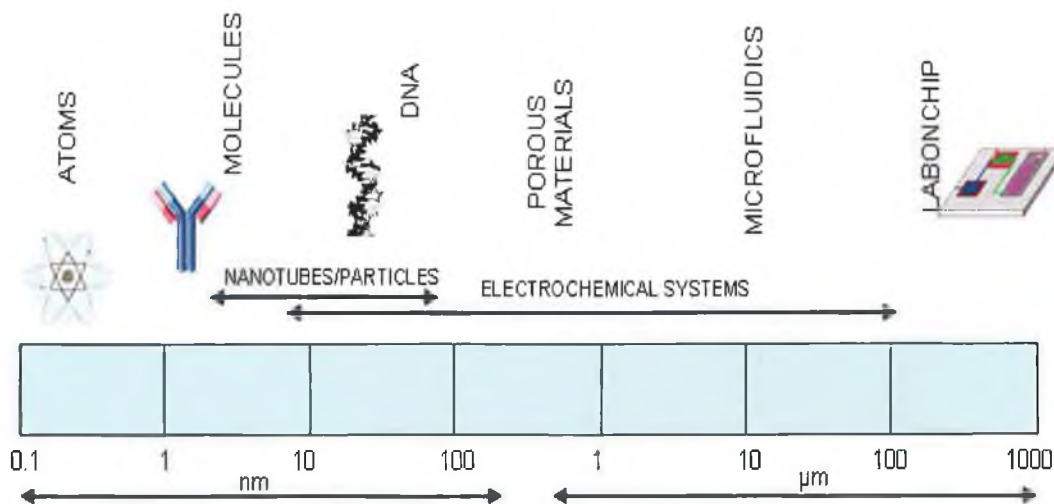 ATOMS
MOLECULES
DNA
POROUS
MATERIALS
MICROFLUIDICS
LABONCHIP
NANOTUBES/PARTICLES
ELECTROCHEMICAL SYSTEMS
0.1 1 10 100 1 10 100 1000
nm µm